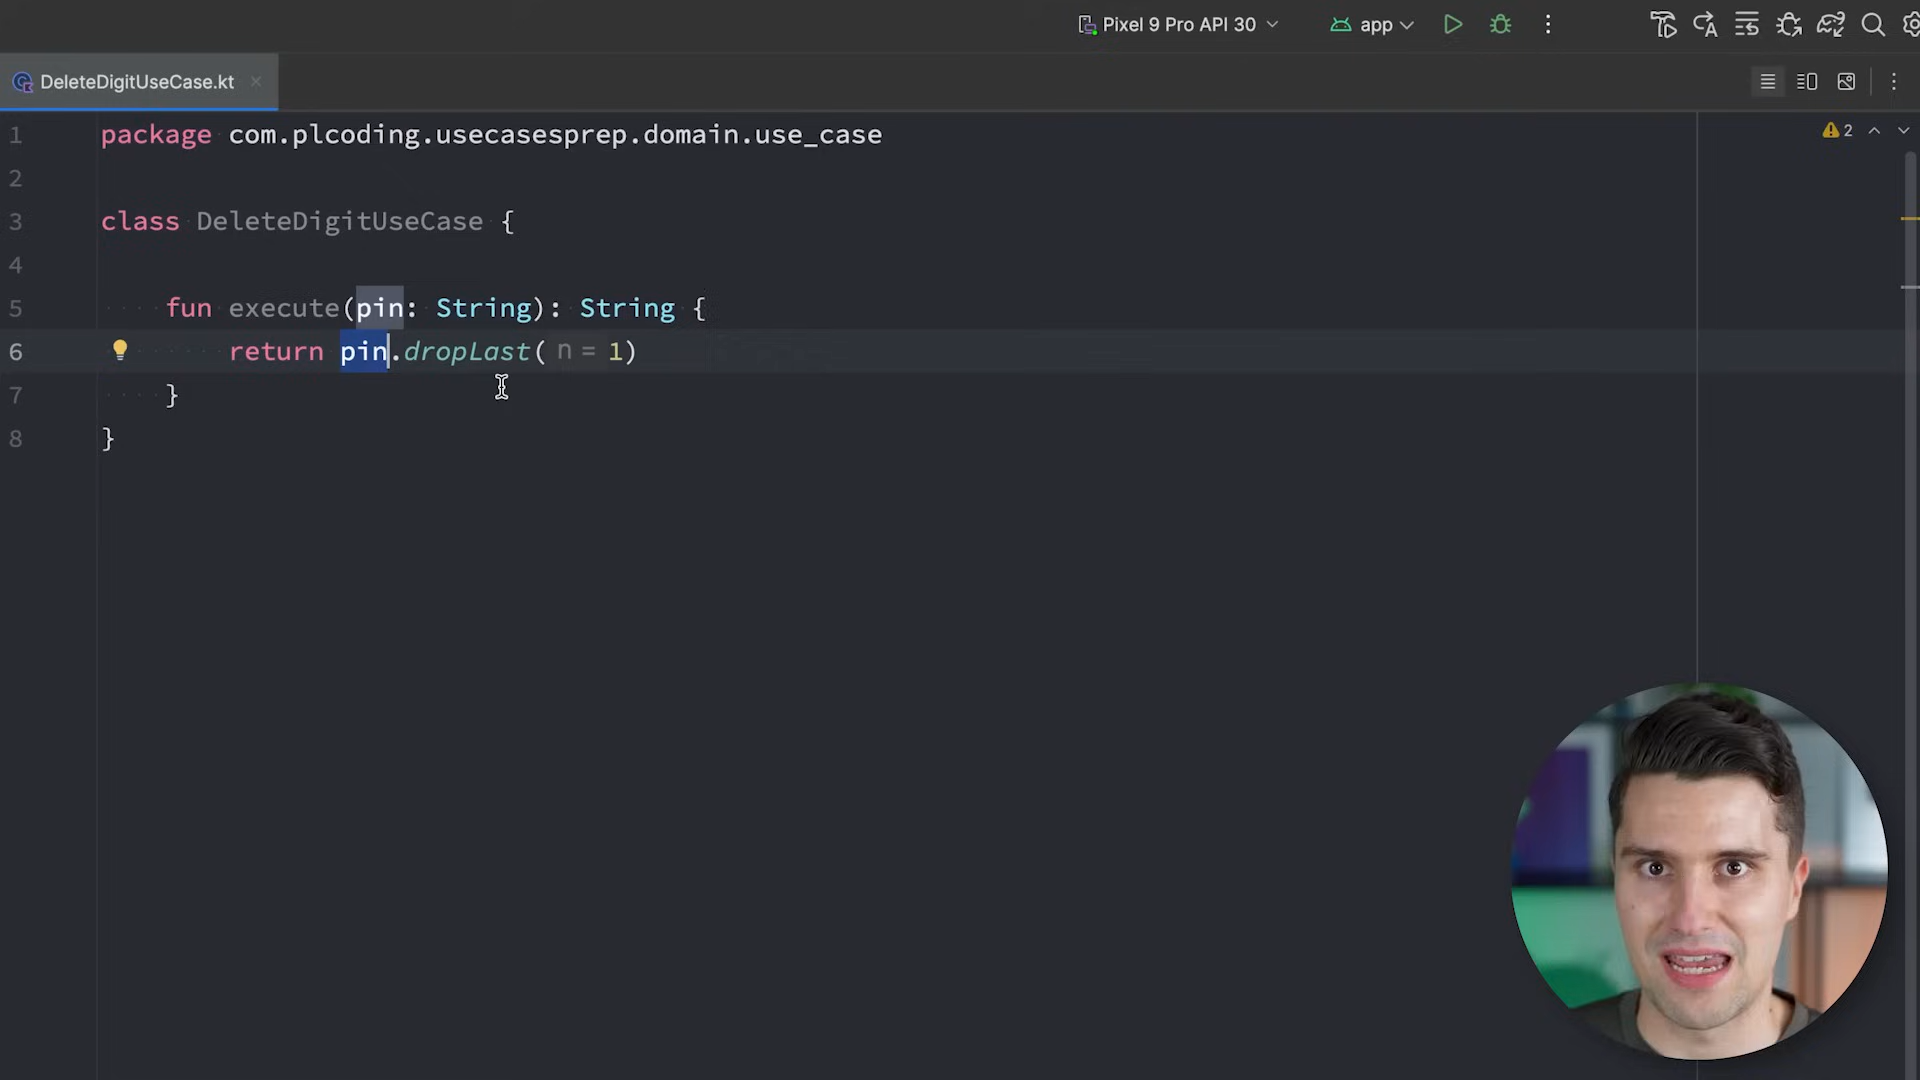 Pixel 9 Pro API 30
app
DeleteDigitUseCase.kt
1 package com.plcoding.usecasesprep.domain.use_case
2
2
3 class DeleteDigitUseCase {
4
5 fun execute(pin: String): String {
6 return pin.dropLast( n = 1)
7 }
8 }